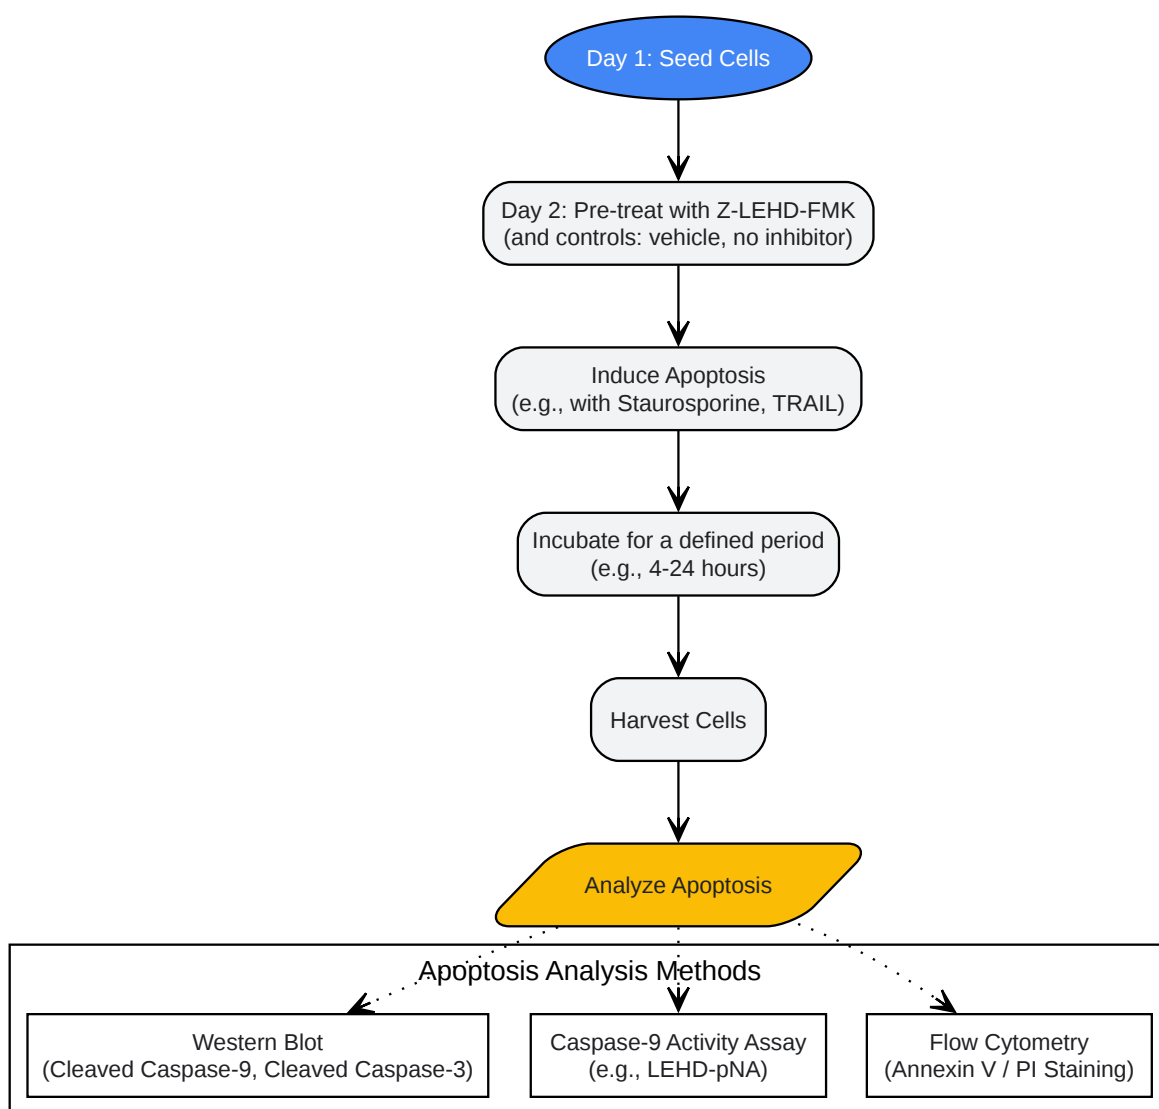 Day 1: Seed Cells
Day 2: Pre-treat with Z-LEHD-FMK
(and controls: vehicle, no inhibitor)
Induce Apoptosis
(e.g., with Staurosporine, TRAIL)
Incubate for a defined period
(e.g., 4-24 hours)
Harvest Cells
Analyze Apoptosis
Apoptosis Analysis Methods
Western Blot
(Cleaved Caspase-9, Cleaved Caspase-3)
Caspase-9 Activity Assay
(e.g., LEHD-pNA)
Flow Cytometry
(Annexin V / PI Staining)